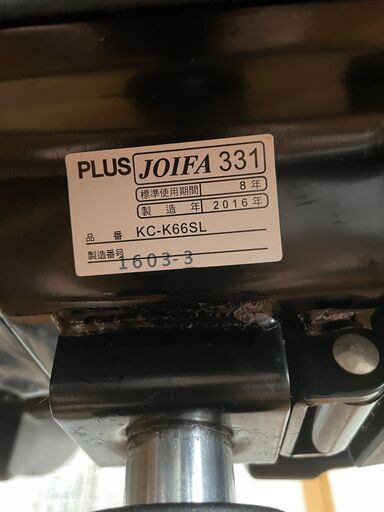 PLUS JOIFA 331
標準使用期間 8年
製造年 2016年
品番 KC-K66SL
製造番号 1603-3